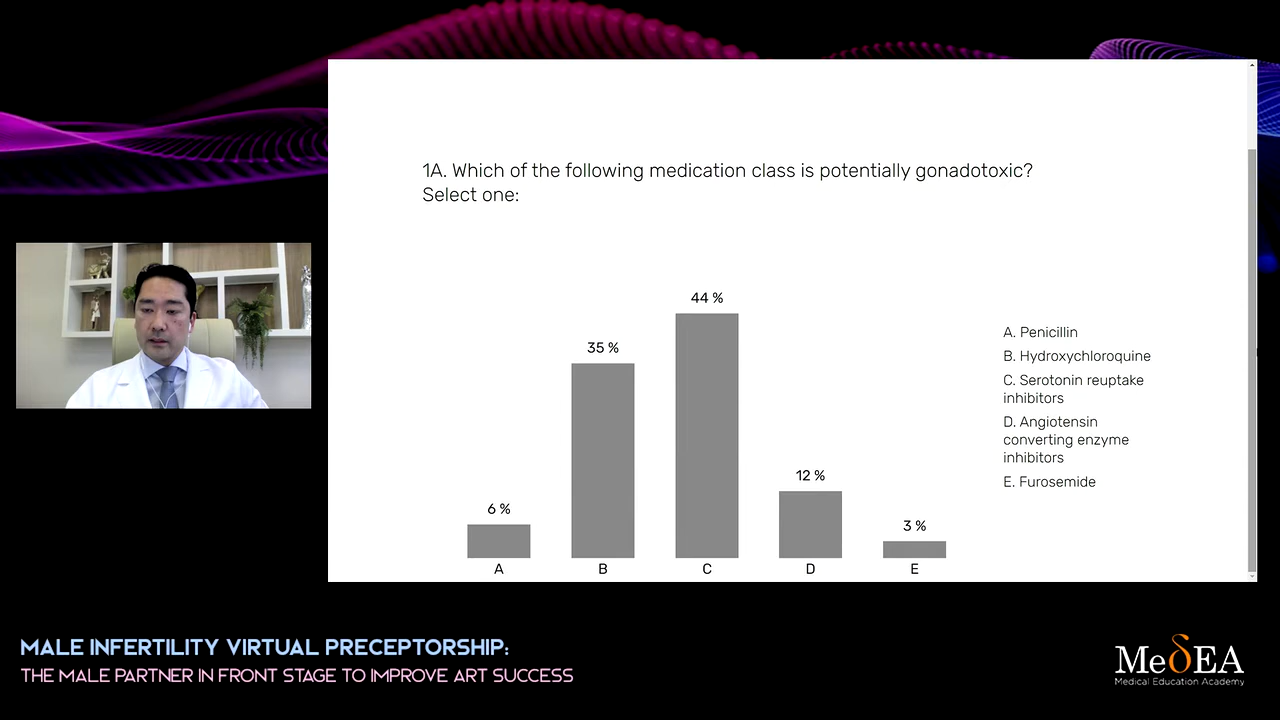 1A. Which of the following medication class is potentially gonadotoxic?
Select one:
44 %
35 %
12 %
6 %
3 %
A
B
C
D
E
A. Penicillin
B. Hydroxychloroquine
C. Serotonin reuptake
inhibitors
D. Angiotensin
converting enzyme
inhibitors
E. Furosemide
MALE INFERTILITY VIRTUAL PRECEPTORSHIP:
THE MALE PARTNER IN FRONT STAGE TO IMPROVE ART SUCCESS
MeδEA
Medical Education Academy